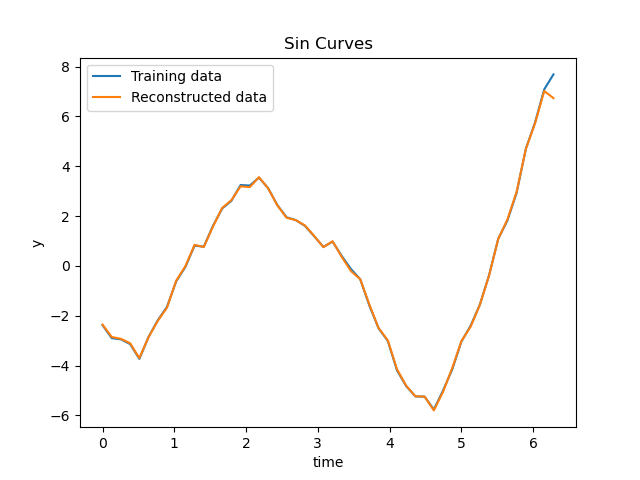 Sin Curves
Training data
Reconstructed data
8
6
4
2
0
−2
−4
−6
y
0 1 2 3 4 5 6
time